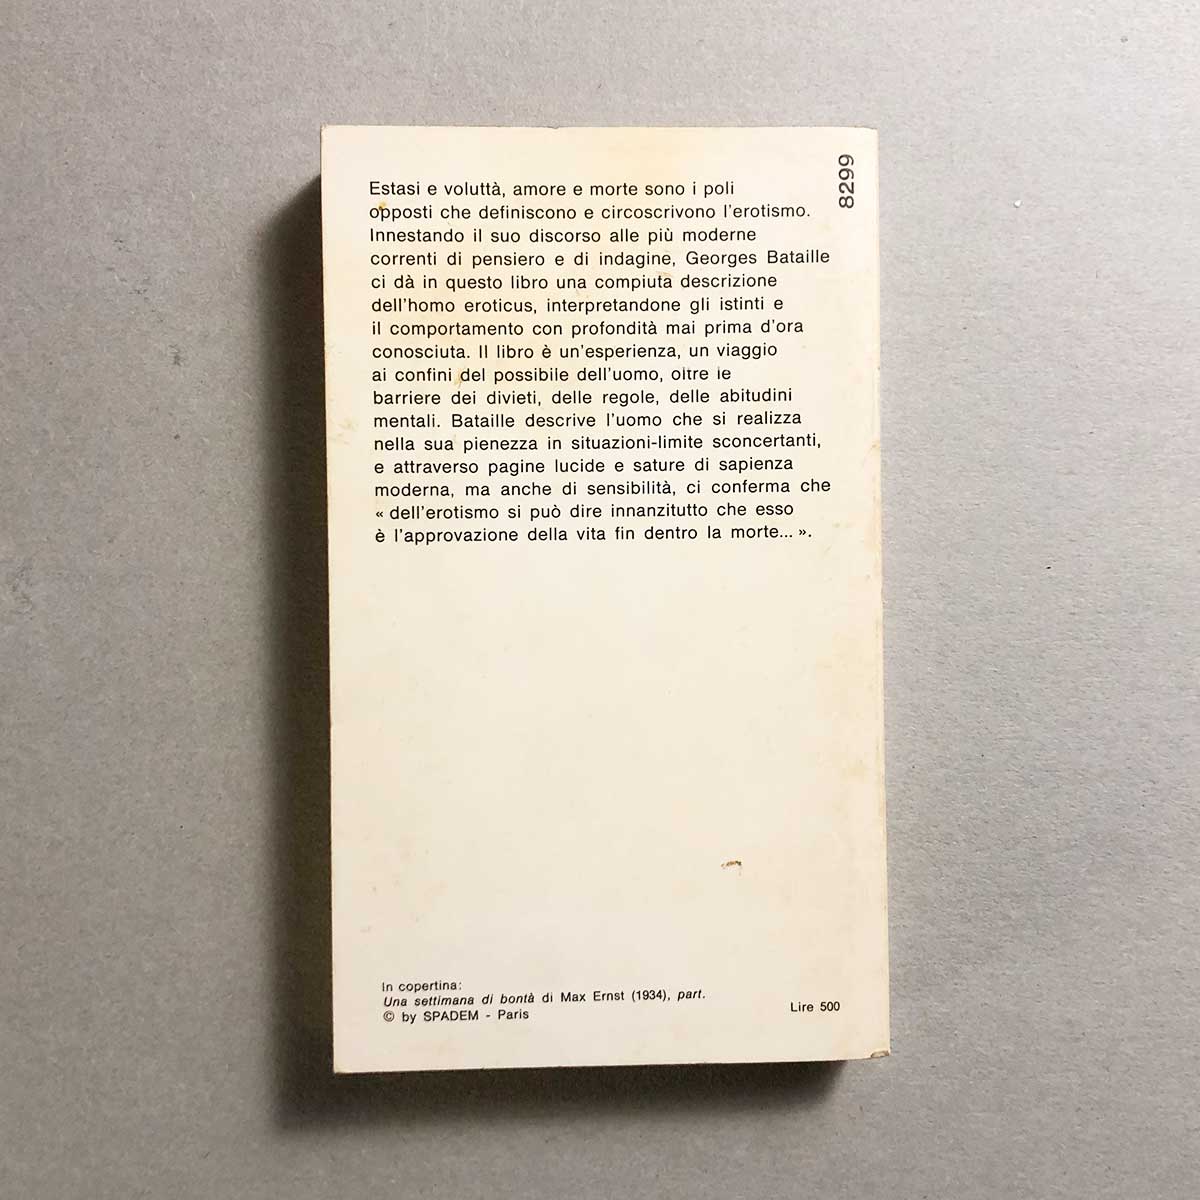 8299
Estasi e voluttà, amore e morte sono i poli
opposti che definiscono e circoscrivono l'erotismo.
Innestando il suo discorso alle più moderne
correnti di pensiero e di indagine, Georges Bataille
ci dà in questo libro una compiuta descrizione
dell'homo eroticus, interpretandone gli istinti e
il comportamento con profondità mai prima d'ora
conosciuta. Il libro è un'esperienza, un viaggio
ai confini del possibile dell'uomo, oltre le
barriere dei divieti, delle regole, delle abitudini
mentali. Bataille descrive l'uomo che si realizza
nella sua pienezza in situazioni-limite sconcertanti,
e attraverso pagine lucide e sature di sapienza
moderna, ma anche di sensibilità, ci conferma che
« dell'erotismo si può dire innanzitutto che esso
è l'approvazione della vita fin dentro la morte... ».
In copertina:
Una settimana di bontà di Max Ernst (1934), part.
© by SPADEM - Paris
Lire 500